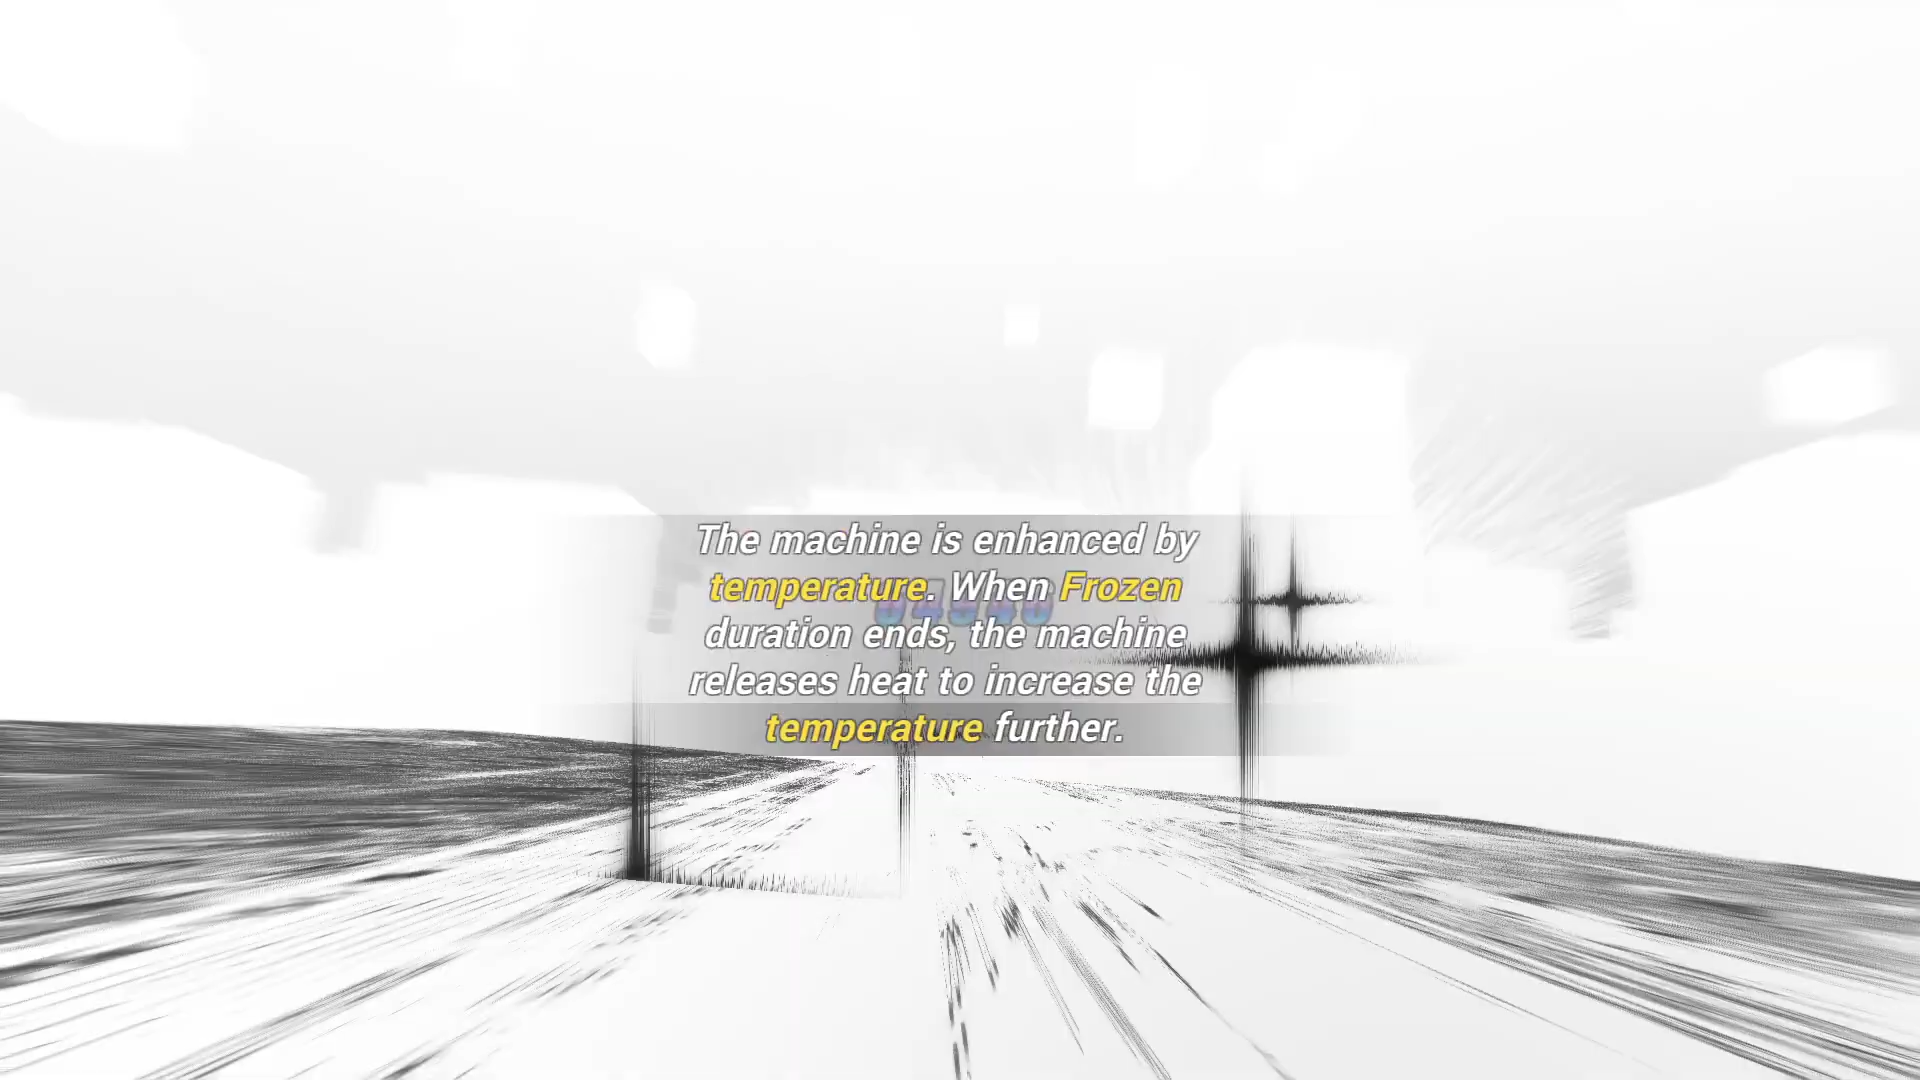 The machine is enhanced by
temperature. When Frozen
duration ends, the machine
releases heat to increase the
temperature further.